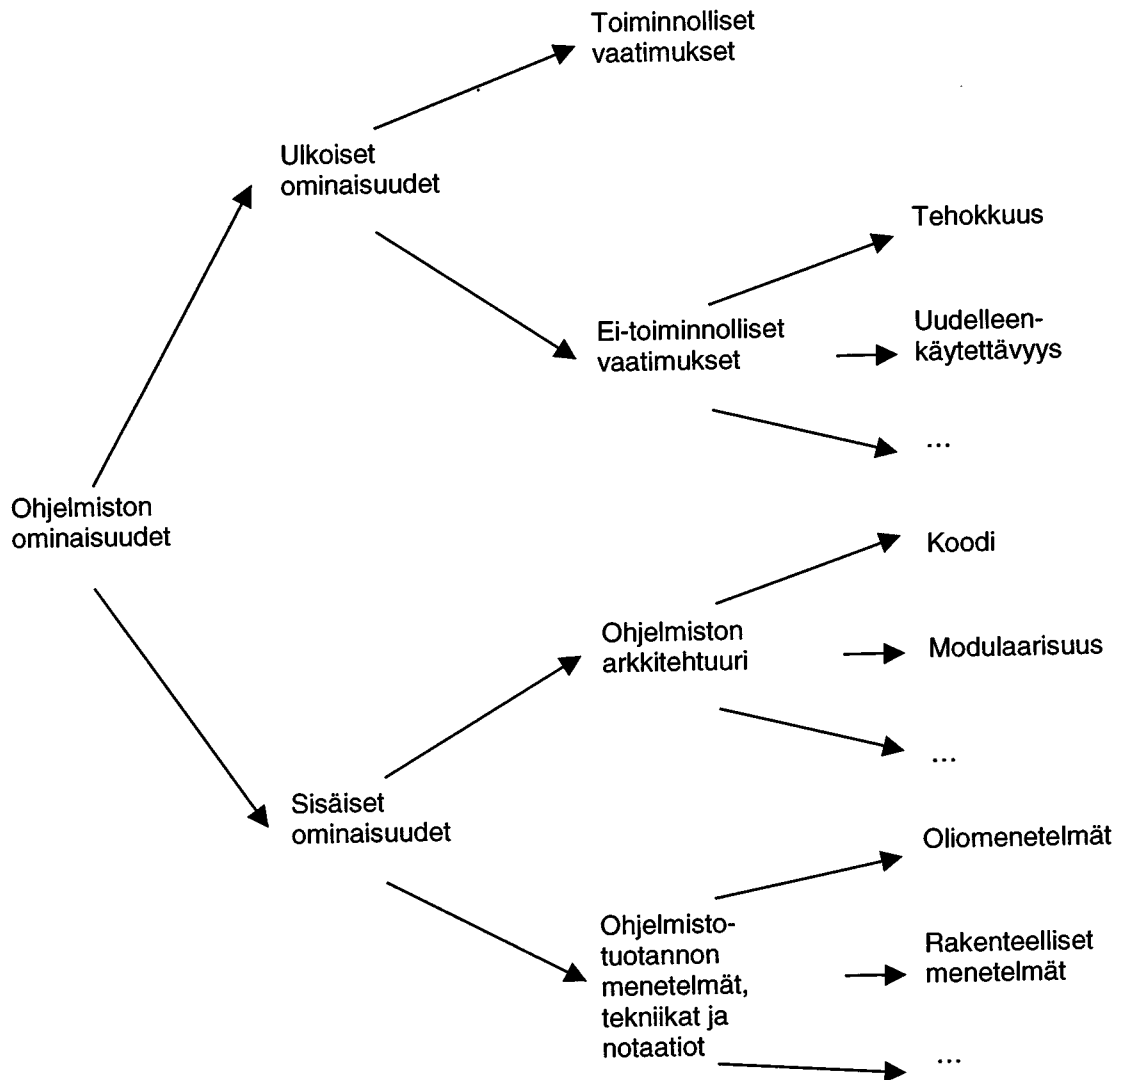 Toiminnolliset
vaatimukset
Ulkoiset
ominaisuudet
Tehokkuus
Ei-toiminnolliset
vaatimukset
Uudelleen-
käytettävyys
...
Ohjelmiston
ominaisuudet
Koodi
Ohjelmiston
arkkitehtuuri
Modulaarisuus
...
Sisäiset
ominaisuudet
Oliomenetelmät
Ohjelmisto-
tuotannon
menetelmät,
tekniikat ja
notaatiot
Rakenteelliset
menetelmät
...